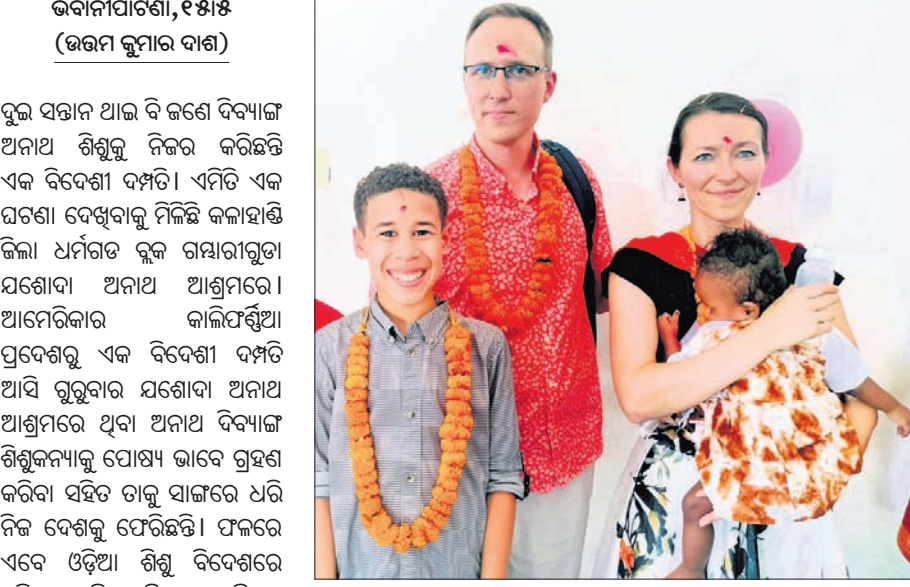 ଭବାନୀପାଟଣା,୧୫ା୫
(ଉତ୍ତମ କୁମାର ଦାଶ)
ଦୁଇ ସନ୍ତାନ ଥାଇ ବି ଜଣେ ଦିବ୍ୟାଙ୍ଗ
ଅନାଥ ଶିଶୁକୁ ନିଜର କରିଛନ୍ତି
ଏକ ବିଦେଶୀ ଦମ୍ପତି। ଏମିତି ଏକ
ଘଟଣା ଦେଖିବାକୁ ମିଳିଛି କଳାହାଣ୍ଡି
ଜିଲା ଧର୍ମଗଡ ବ୍ଲକ ଗମ୍ଭାରୀଗୁଡା
ଯଶୋଦା ଅନାଥ ଆଶ୍ରମରେ।
ଆମେରିକାର କାଲିଫର୍ଣ୍ଣିଆ
ପ୍ରଦେଶରୁ ଏକ ବିଦେଶୀ ଦମ୍ପତି
ଆସି ଗୁରୁବାର ଯଶୋଦା ଅନାଥ
ଆଶ୍ରମରେ ଥିବା ଅନାଥ ଦିବ୍ୟାଙ୍ଗ
ଶିଶୁକନ୍ୟାକୁ ପୋଷ୍ୟ ଭାବେ ଗ୍ରହଣ
କରିବା ସହିତ ତାକୁ ସାଙ୍ଗରେ ଧରି
ନିଜ ଦେଶକୁ ଫେରିଛନ୍ତି। ଫଳରେ
ଏବେ ଓଡ଼ିଆ ଶିଶୁ ବିଦେଶରେ